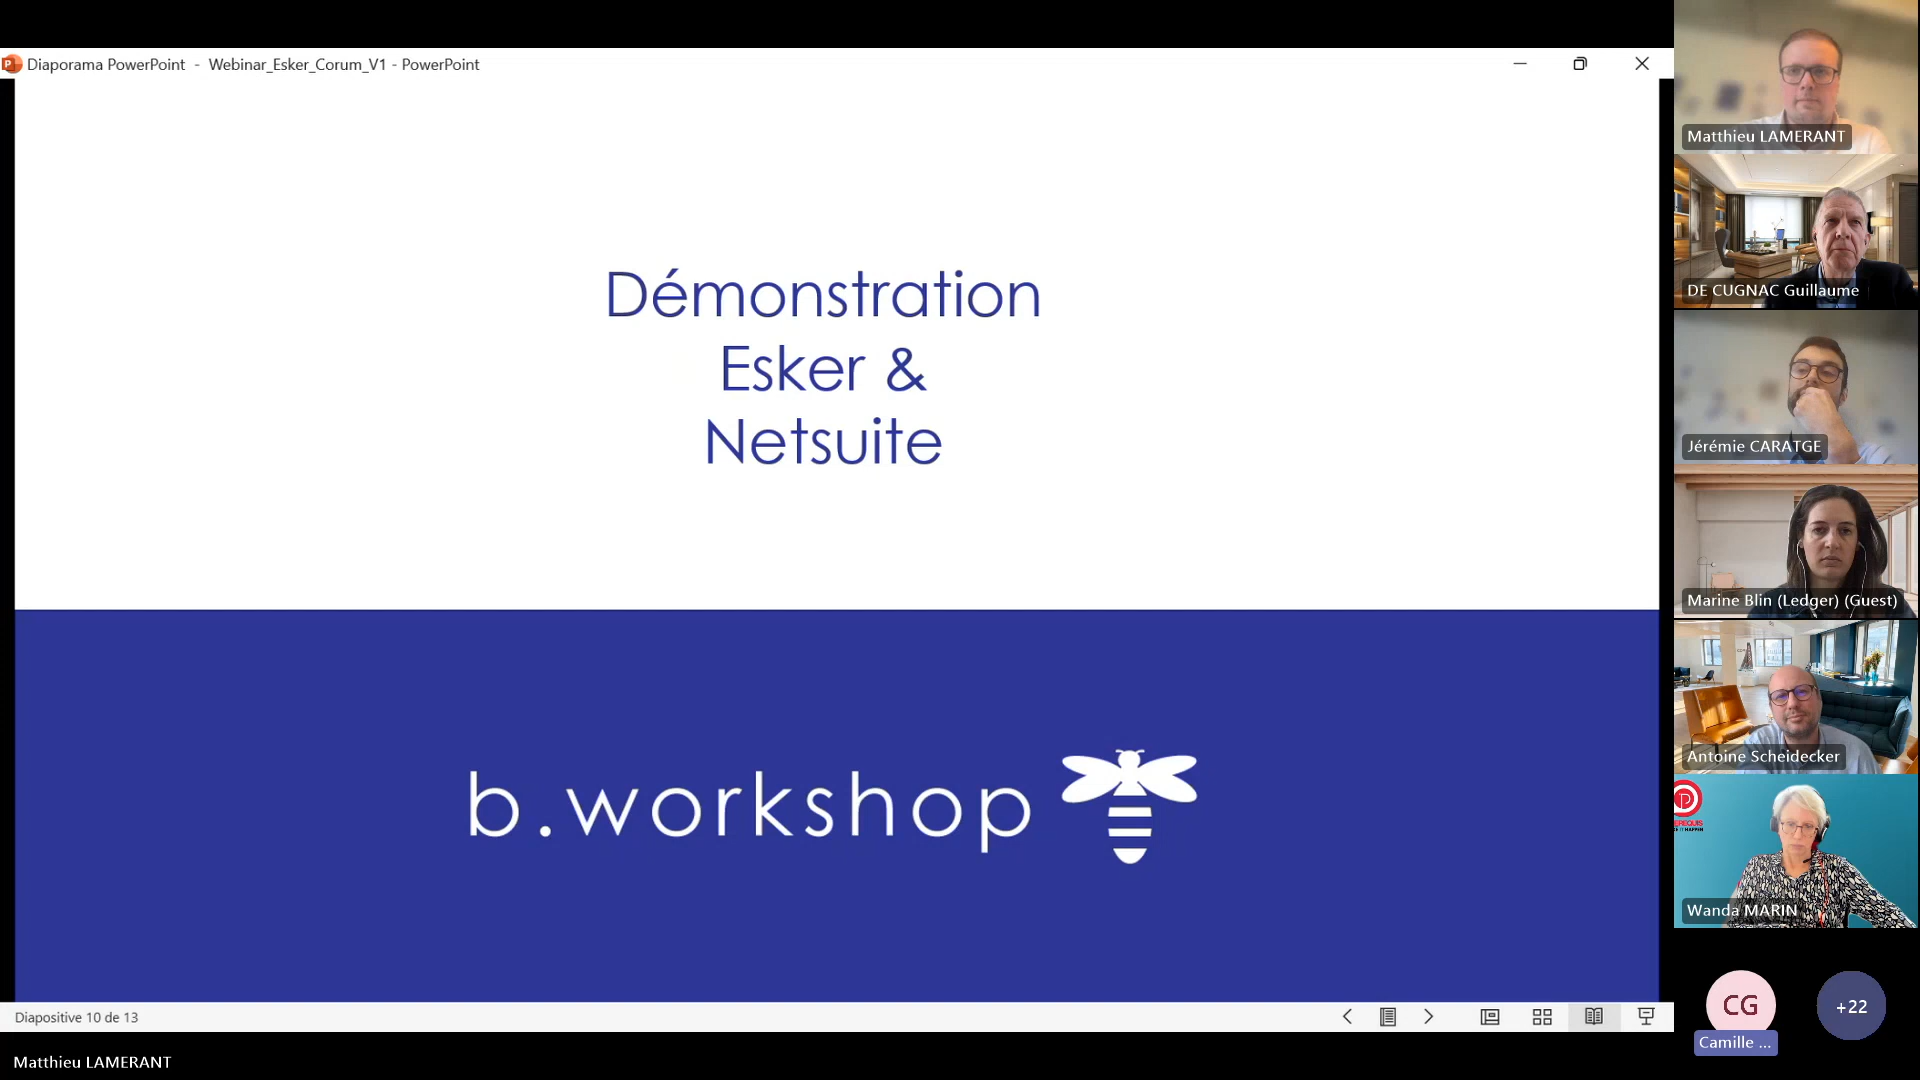 Diaporama PowerPoint - Webinar_Esker_Corum_V1 - PowerPoint
Démonstration
Esker &
Netsuite
b.workshop
Diapositive 10 de 13
Matthieu LAMERANT
Matthieu LAMERANT
DE CUGNAC Guillaume
Jérémie CARATGE
Marine Blin (Ledger) (Guest)
Antoine Scheidecker
Wanda MARIN
CG
Camille ...
+22